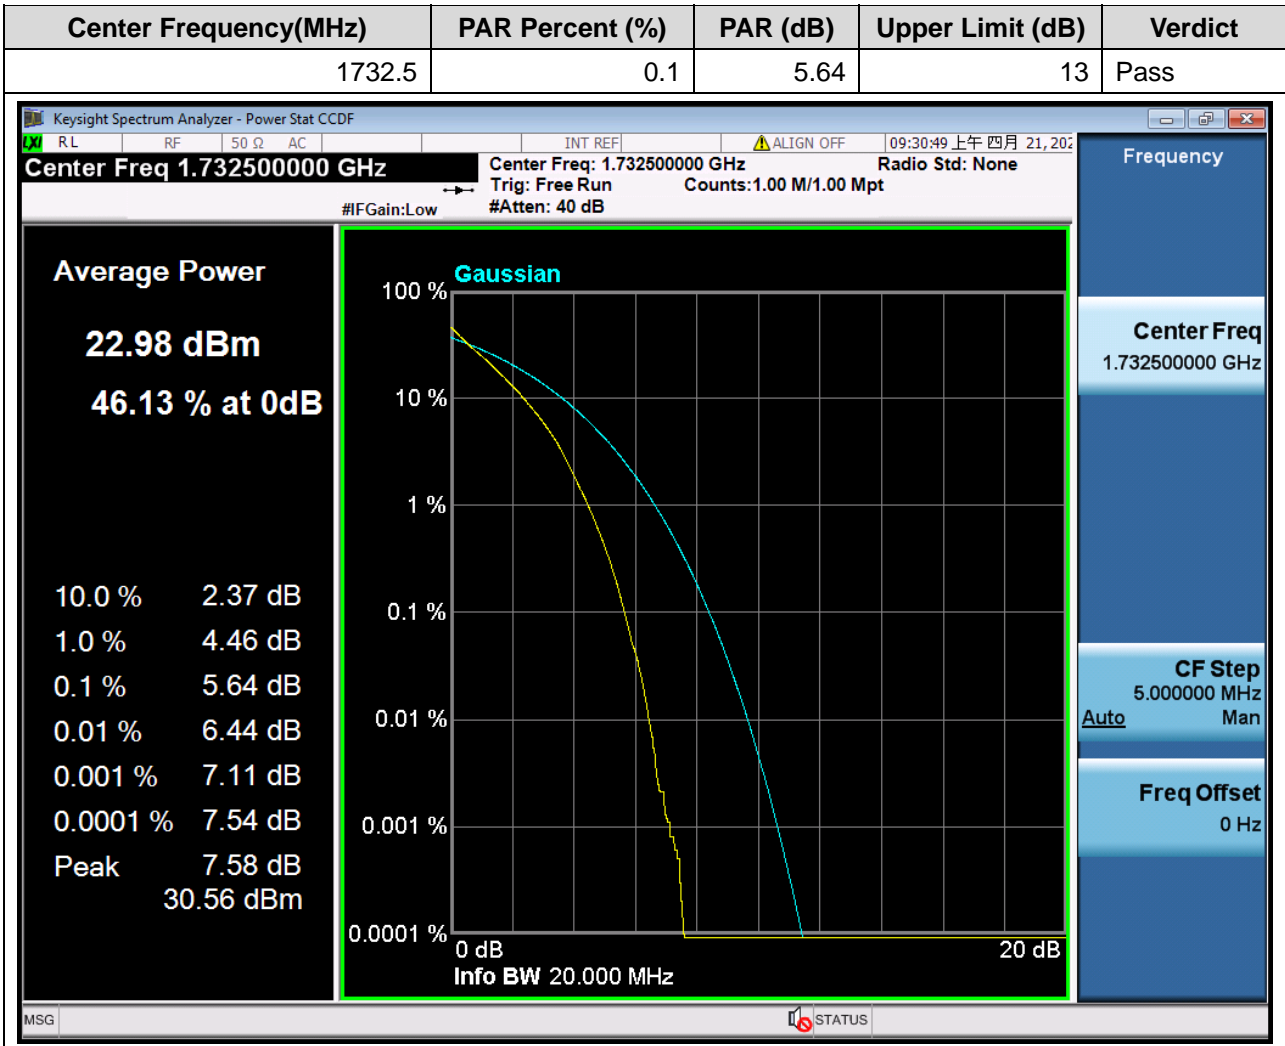 Center Frequency(MHz) PAR Percent (%) PAR (dB) Upper Limit (dB) Verdict
1732.5 0.1 5.64 13 Pass
Keysight Spectrum Analyzer - Power Stat CCDF
LXI RL RF 50 Ω AC INT REF ALIGN OFF 09:30:49 上午 四月 21, 202
Center Freq 1.732500000 GHz
Center Freq: 1.732500000 GHz Radio Std: None
Trig: Free Run Counts:1.00 M/1.00 Mpt
#IFGain:Low #Atten: 40 dB
Average Power
22.98 dBm
46.13 % at 0dB
10.0 % 2.37 dB
1.0 % 4.46 dB
0.1 % 5.64 dB
0.01 % 6.44 dB
0.001 % 7.11 dB
0.0001 % 7.54 dB
Peak 7.58 dB
30.56 dBm
Gaussian
100 %
10 %
1 %
0.1 %
0.01 %
0.001 %
0.0001 %
0 dB 20 dB
Info BW 20.000 MHz
Frequency
Center Freq
1.732500000 GHz
CF Step
5.000000 MHz
Auto Man
Freq Offset
0 Hz
MSG STATUS